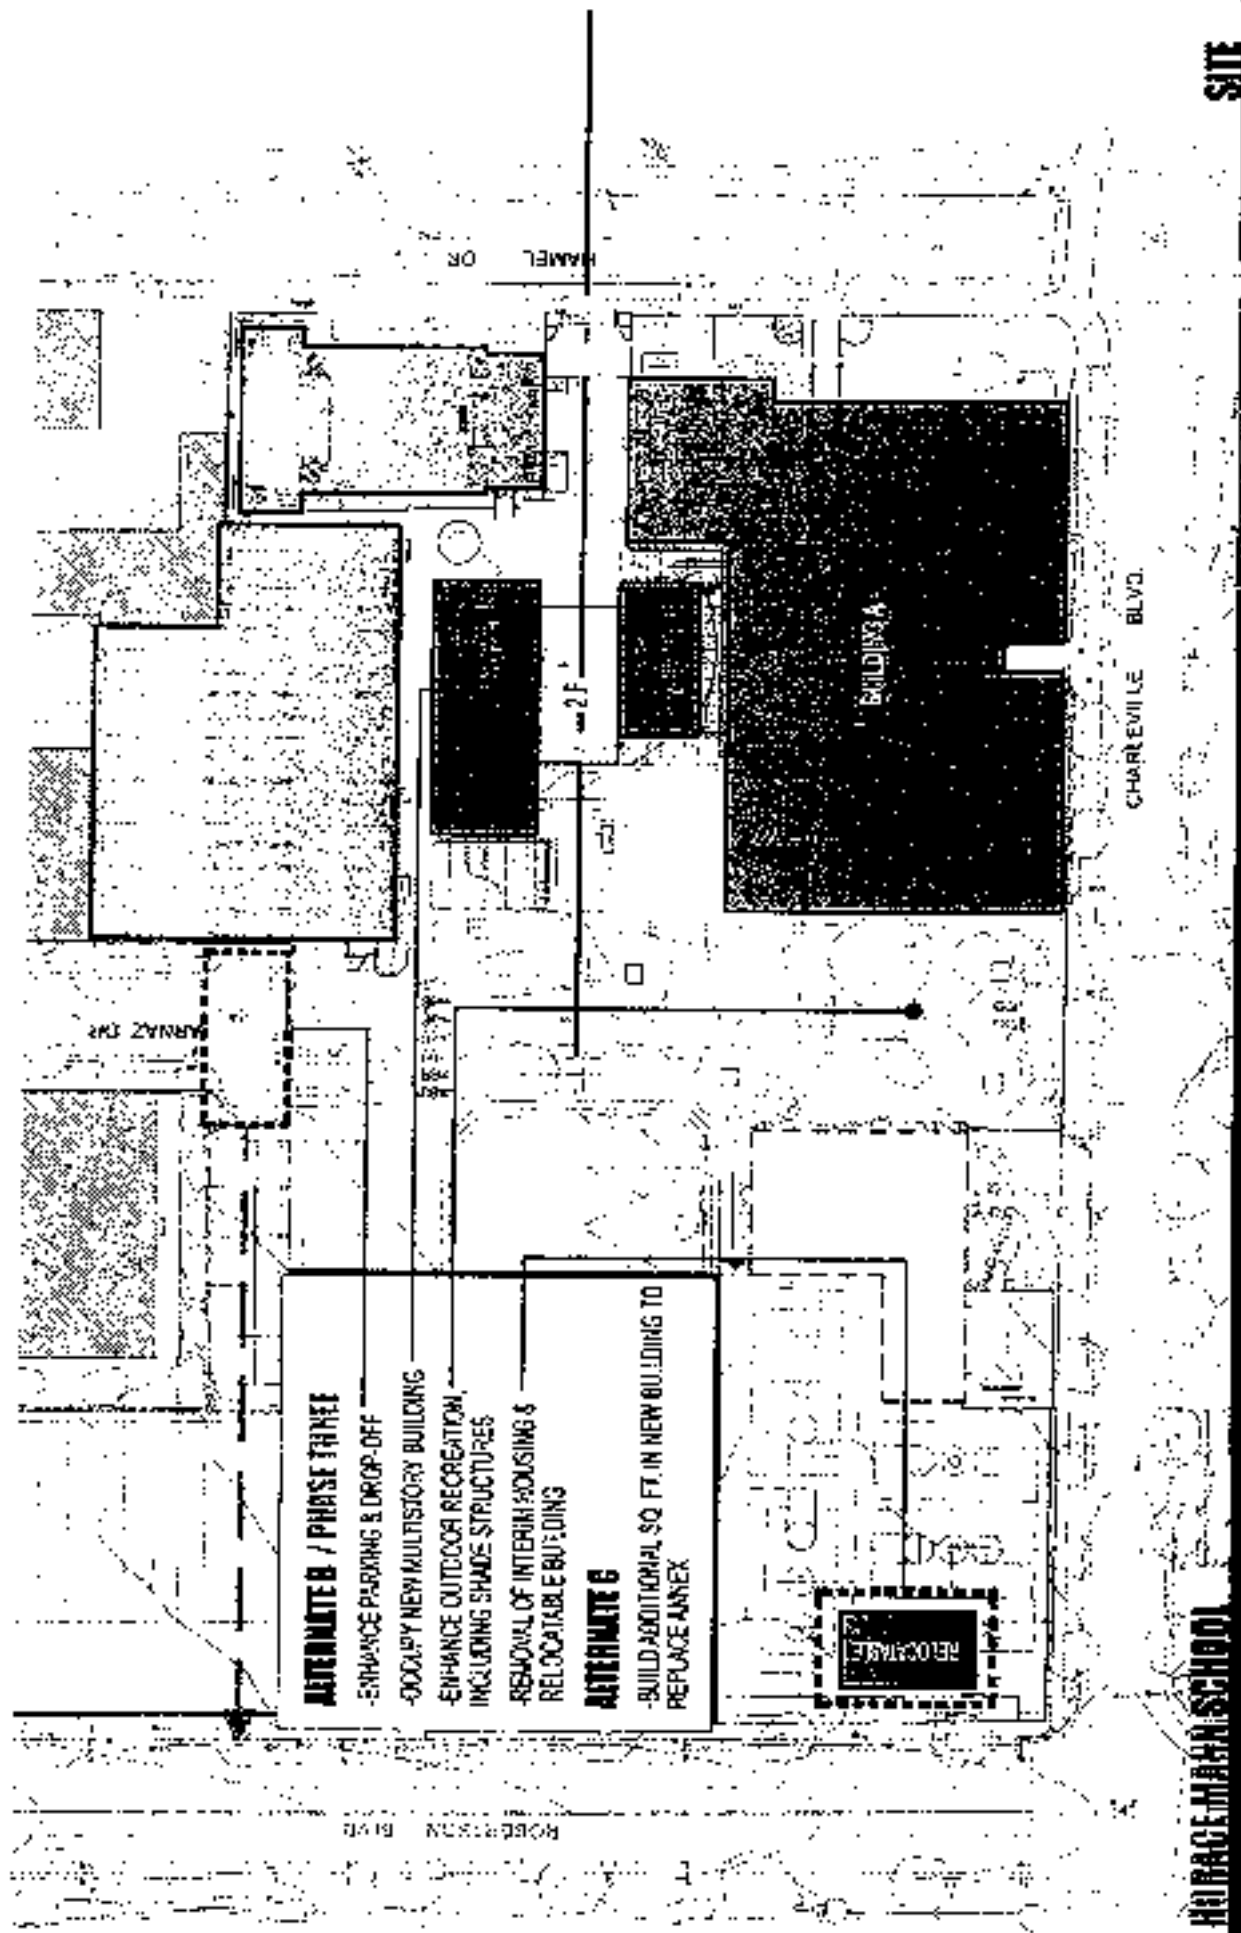 SITE
HAMEL DR
BUILDING A
CHARLEVILLE BLVD.
ARNAZ DR
ALTERNATE B / PHASE THREE
-ENHANCE PARKING & DROP-OFF
-OCCUPY NEW MULTISTORY BUILDING
-ENHANCE OUTDOOR RECREATION,
INCLUDING SHADE STRUCTURES
-REMOVAL OF INTERIM HOUSING &
RELOCATABLE BUILDING
ALTERNATE C
-BUILD ADDITIONAL SQ. FT. IN NEW BUILDING TO
REPLACE ANNEX
RELOCATABLE
ROBERTSON BLVD
HORACE MANN SCHOOL